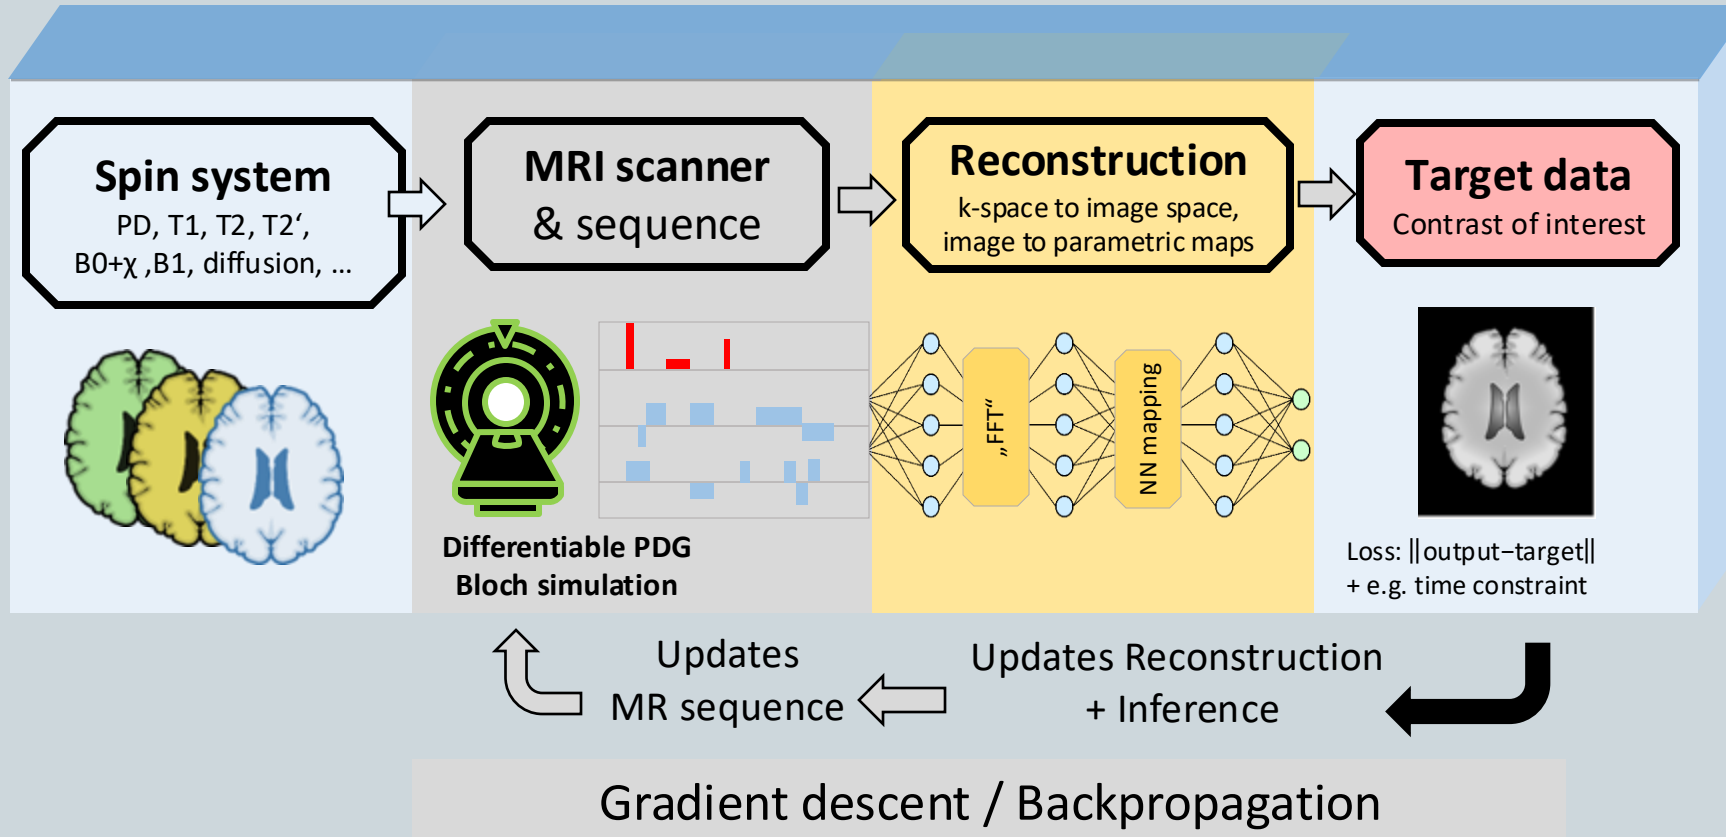 Spin system
PD, T1, T2, T2‘,
B0+χ ,B1, diffusion, ...
MRI scanner
& sequence
Reconstruction
k-space to image space,
image to parametric maps
Target data
Contrast of interest
„FFT“
NN mapping
Differentiable PDG
Bloch simulation
Loss: ||output−target||
+ e.g. time constraint
Updates
MR sequence
Updates Reconstruction
+ Inference
Gradient descent / Backpropagation